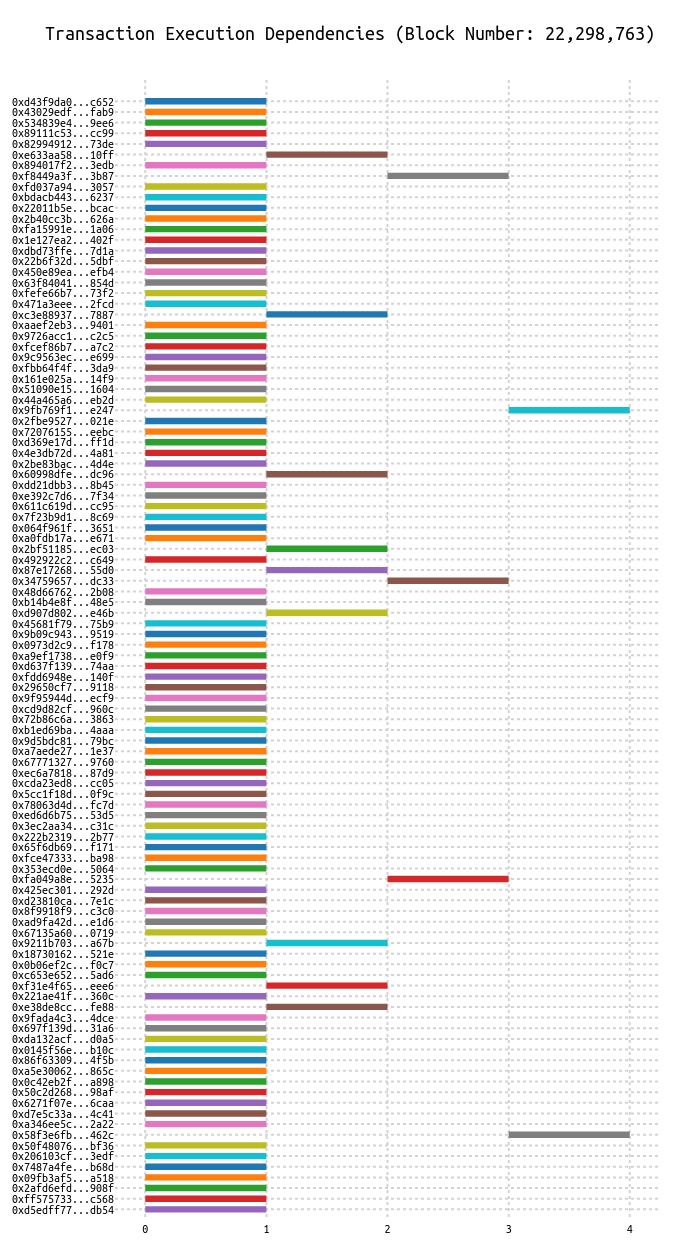 Transaction Execution Dependencies (Block Number: 22,298,763)
0xd43f9da0...c652
0x43029edf...fab9
0x534839e4...9ee6
0x89111c53...cc99
0x82994912...73de
0xe633aa58...10ff
0x894017f2...3edb
0xf8449a3f...3b87
0xfd037a94...3057
0xbdacb443...6237
0x22011b5e...bcac
0x2b40cc3b...626a
0xfa15991e...1a06
0x1e127ea2...402f
0xdbd73ffe...7d1a
0x22b6f32d...5dbf
0x450e89ea...efb4
0x63f84041...854d
0xfefe66b7...73f2
0x471a3eee...2fcd
0xc3e88937...7887
0xaaef2eb3...9401
0x9726acc1...c2c5
0xfcef86b7...a7c2
0x9c9563ec...e699
0xfbb64f4f...3da9
0x161e025a...14f9
0x51090e15...1604
0x44a465a6...eb2d
0x9fb769f1...e247
0x2fbe9527...021e
0x72076155...eebc
0xd369e17d...ff1d
0x4e3db72d...4a81
0x2be83bac...4d4e
0x60998dfe...dc96
0xdd21dbb3...8b45
0xe392c7d6...7f34
0x611c619d...cc95
0x7f23b9d1...8c69
0x064f961f...3651
0xa0fdb17a...e671
0x2bf51185...ec03
0x492922c2...c649
0x87e17268...55d0
0x34759657...dc33
0x48d66762...2b08
0xb14b4e8f...48e5
0xd907d802...e46b
0x45681f79...75b9
0x9b09c943...9519
0x0973d2c9...f178
0xa9ef1738...e0f9
0xd637f139...74aa
0xfdd6948e...140f
0x29650cf7...9118
0x9f95944d...ecf9
0xcd9d82cf...960c
0x72b86c6a...3863
0xb1ed69ba...4aaa
0x9d5bdc81...79bc
0xa7aede27...1e37
0x67771327...9760
0xec6a7818...87d9
0xcda23ed8...cc05
0x5cc1f18d...0f9c
0x78063d4d...fc7d
0xed6d6b75...53d5
0x3ec2aa34...c31c
0x222b2319...2b77
0x65f6db69...f171
0xfce47333...ba98
0x353ecd0e...5064
0xfa049a8e...5235
0x425ec301...292d
0xd23810ca...7e1c
0x8f9918f9...c3c0
0xad9fa42d...e1d6
0x67135a60...0719
0x9211b703...a67b
0x18730162...521e
0x0b06ef2c...f0c7
0xc653e652...5ad6
0xf31e4f65...eee6
0x221ae41f...360c
0xe38de8cc...fe88
0x9fada4c3...4dce
0x697f139d...31a6
0xda132acf...d0a5
0x0145f56e...b10c
0x86f63309...4f5b
0xa5e30062...865c
0x0c42eb2f...a898
0x50c2d268...98af
0x6271f07e...6caa
0xd7e5c33a...4c41
0xa346ee5c...2a22
0x58f3e6fb...462c
0x50f48076...bf36
0x206103cf...3edf
0x7487a4fe...b68d
0x09fb3af5...a518
0x2afd6efd...908f
0xff575733...c568
0xd5edff77...db54
0 1 2 3 4